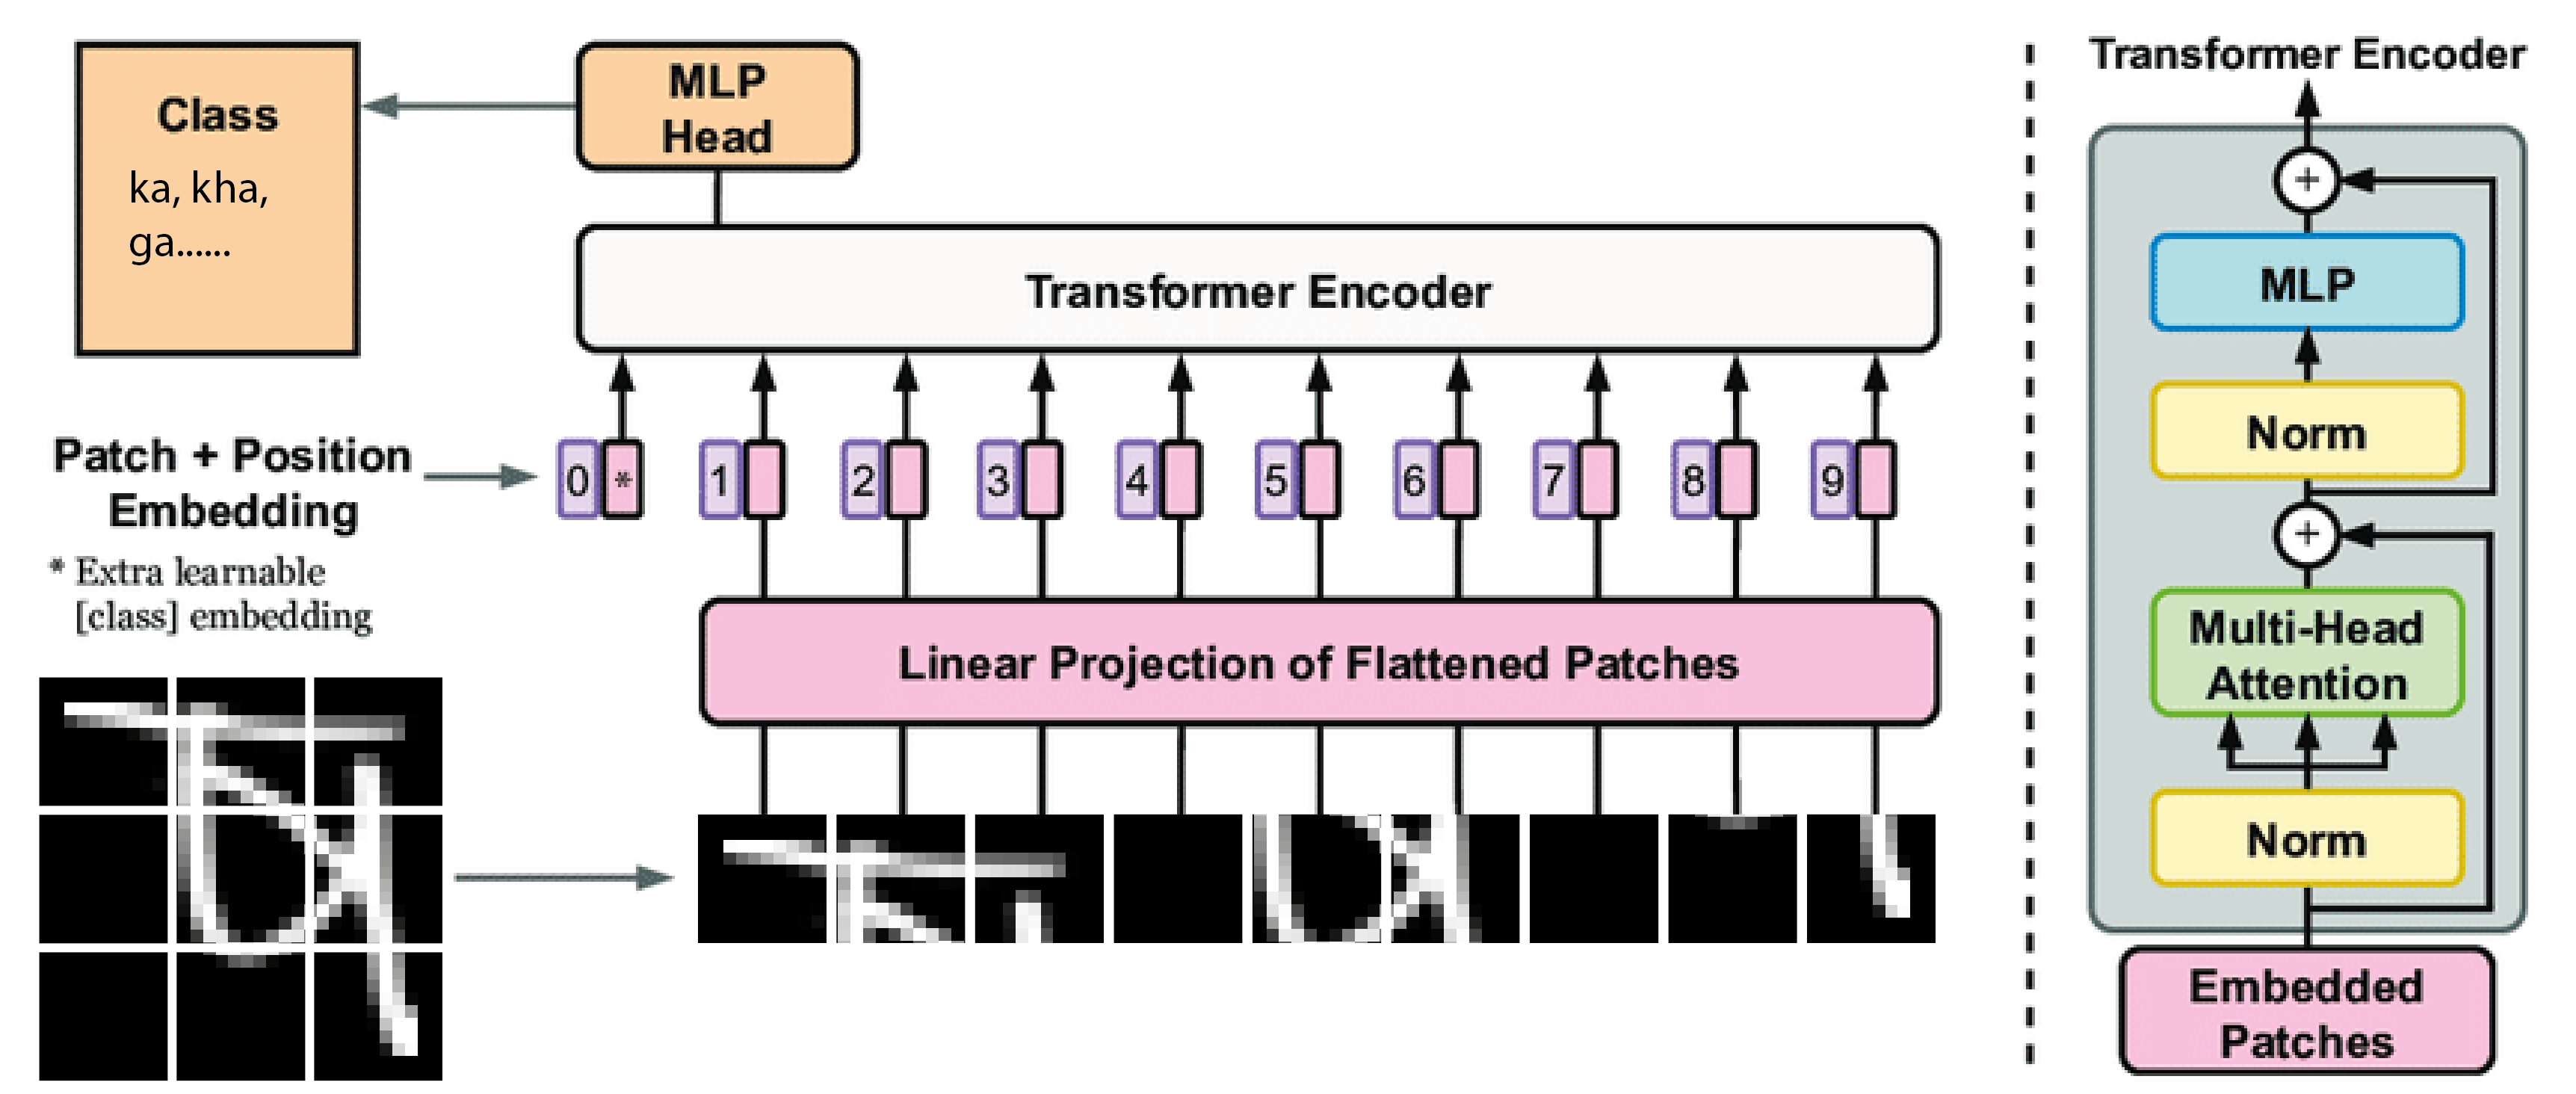 Class
ka, kha,
ga......
MLP
Head
Transformer Encoder
Patch + Position
Embedding
* Extra learnable
[class] embedding
0 * 1 2 3 4 5 6 7 8 9
Linear Projection of Flattened Patches
Transformer Encoder
+
MLP
Norm
+
Multi-Head
Attention
Norm
Embedded
Patches